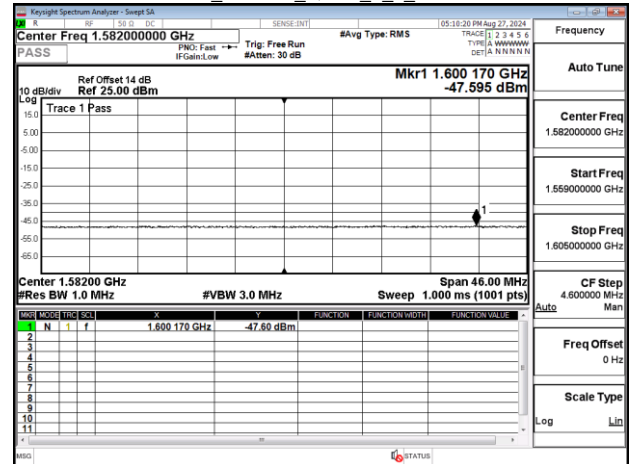 Keysight Spectrum Analyzer - Swept SA
LXI R RF 50 Ω DC SENSE:INT 05:10:20 PM Aug 27, 2024
Center Freq 1.582000000 GHz #Avg Type: RMS TRACE 1 2 3 4 5 6
PASS PNO: Fast Trig: Free Run TYPE A WWWWW
IFGain:Low #Atten: 30 dB DET A N N N N N
Mkr1 1.600 170 GHz
Ref Offset 14 dB
10 dB/div Ref 25.00 dBm -47.595 dBm
Log
Trace 1 Pass
15.0
5.00
-5.00
-15.0
-25.0
-35.0
1
-45.0
-55.0
-65.0
Center 1.58200 GHz Span 46.00 MHz
#Res BW 1.0 MHz #VBW 3.0 MHz Sweep 1.000 ms (1001 pts)
MKR MODE TRC SCL X Y FUNCTION FUNCTION WIDTH FUNCTION VALUE
1 N 1 f 1.600 170 GHz -47.60 dBm
2
3
4
5
6
7
8
9
10
11
MSG STATUS
Frequency
Auto Tune
Center Freq
1.582000000 GHz
Start Freq
1.559000000 GHz
Stop Freq
1.605000000 GHz
CF Step
4.600000 MHz
Auto Man
Freq Offset
0 Hz
Scale Type
Log Lin